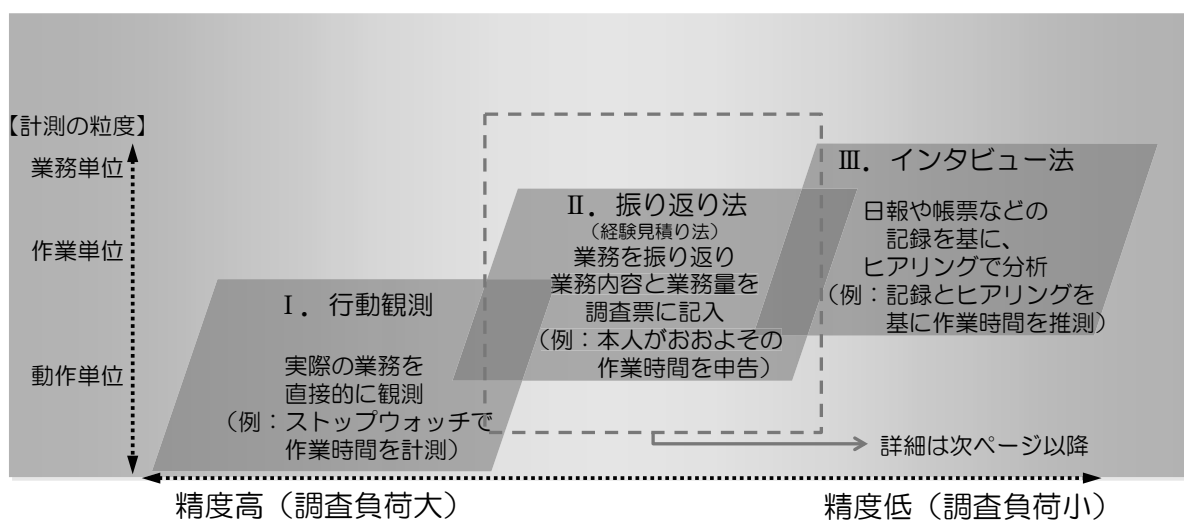 【計測の粒度】
業務単位
作業単位
動作単位
Ⅰ．行動観測
実際の業務を
直接的に観測
（例：ストップウォッチで
作業時間を計測）
Ⅱ．振り返り法
（経験見積り法）
業務を振り返り
業務内容と業務量を
調査票に記入
（例：本人がおおよその
作業時間を申告）
Ⅲ．インタビュー法
日報や帳票などの
記録を基に、
ヒアリングで分析
（例：記録とヒアリングを
基に作業時間を推測）
詳細は次ページ以降
精度高（調査負荷大）
精度低（調査負荷小）